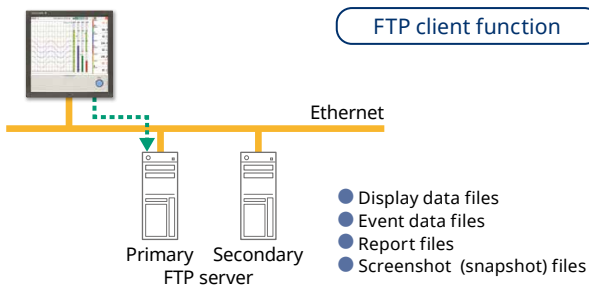 FTP client function
Ethernet
Primary Secondary
FTP server
Display data files
Event data files
Report files
Screenshot (snapshot) files